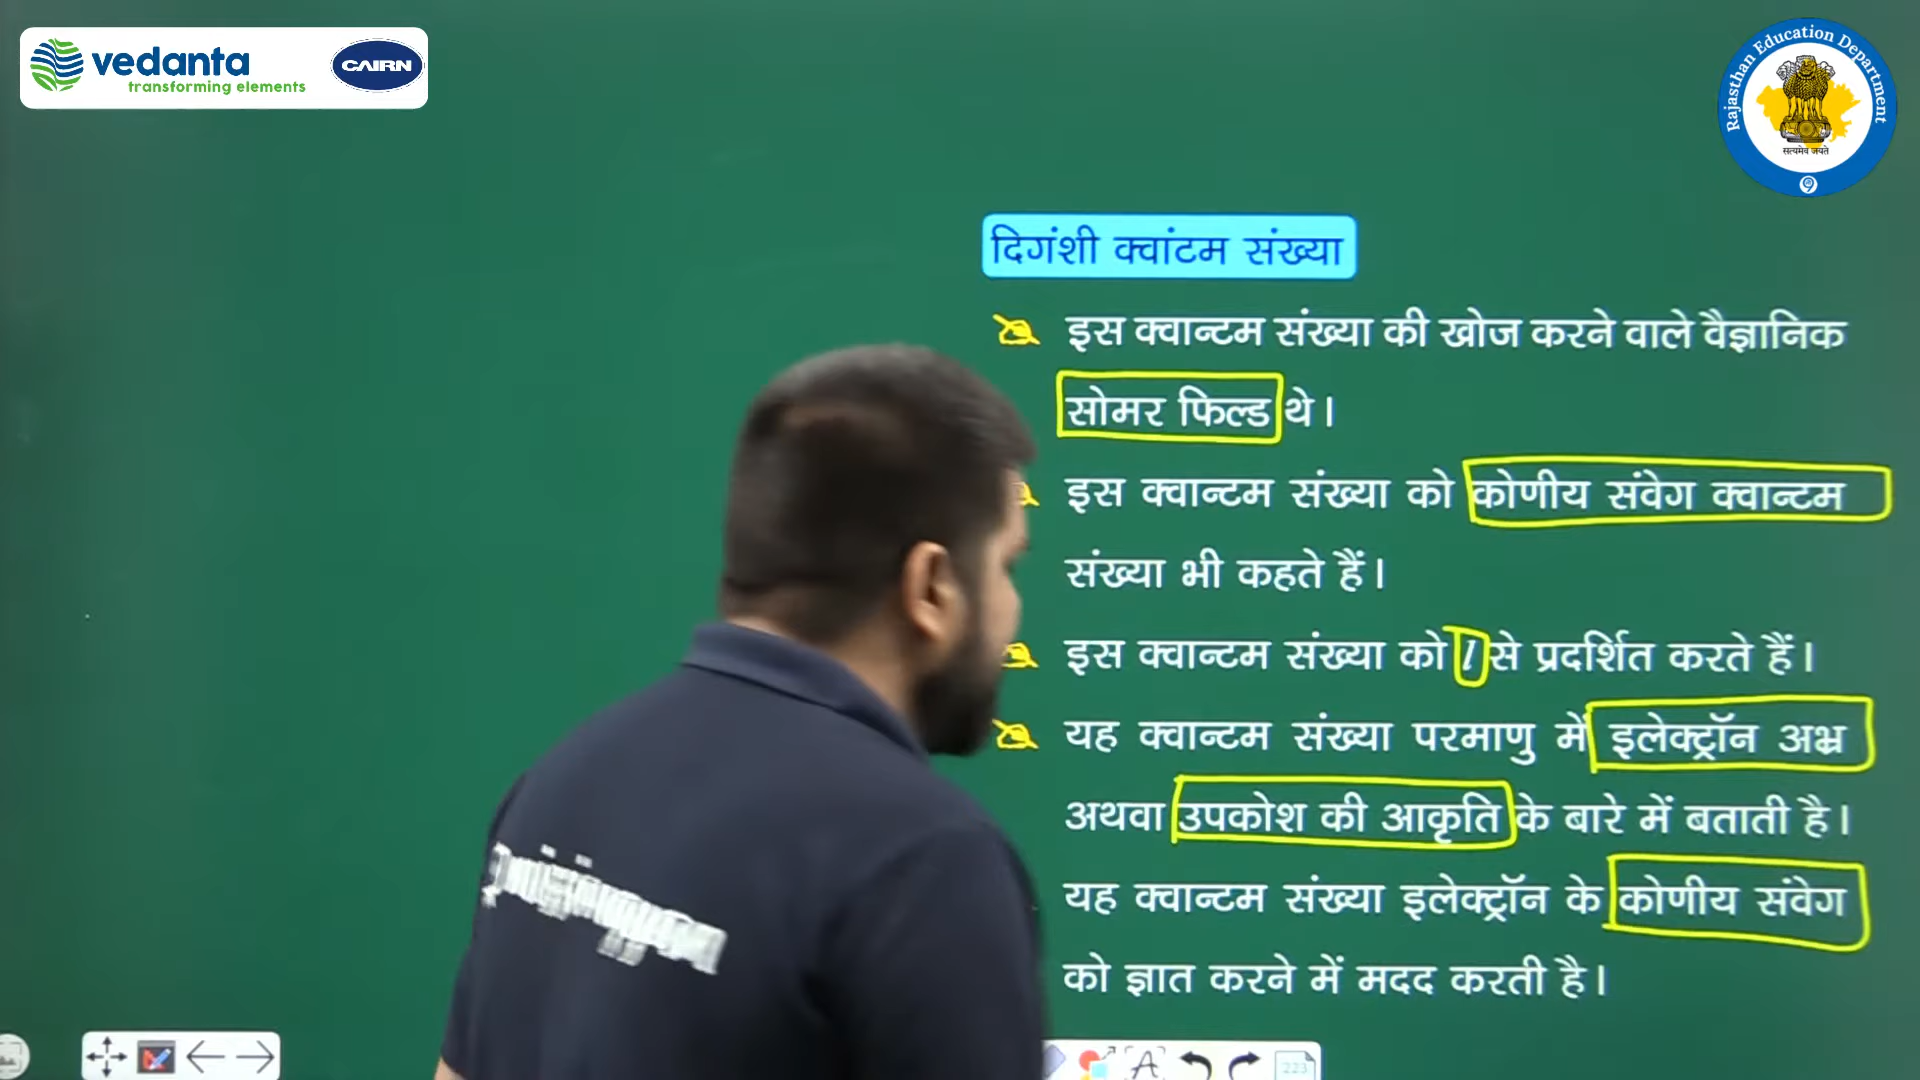 vedanta
transforming elements
CAIRN
Rajasthan Education Department
सत्यमेव जयते
दिगंशी क्वांटम संख्या
इस क्वान्टम संख्या की खोज करने वाले वैज्ञानिक
सोमर फिल्ड थे।
इस क्वान्टम संख्या को कोणीय संवेग क्वान्टम
संख्या भी कहते हैं।
इस क्वान्टम संख्या को l से प्रदर्शित करते हैं।
यह क्वान्टम संख्या परमाणु में इलेक्ट्रॉन अभ्र
अथवा उपकोश की आकृति के बारे में बताती है।
यह क्वान्टम संख्या इलेक्ट्रॉन के कोणीय संवेग
को ज्ञात करने में मदद करती है।
A
223